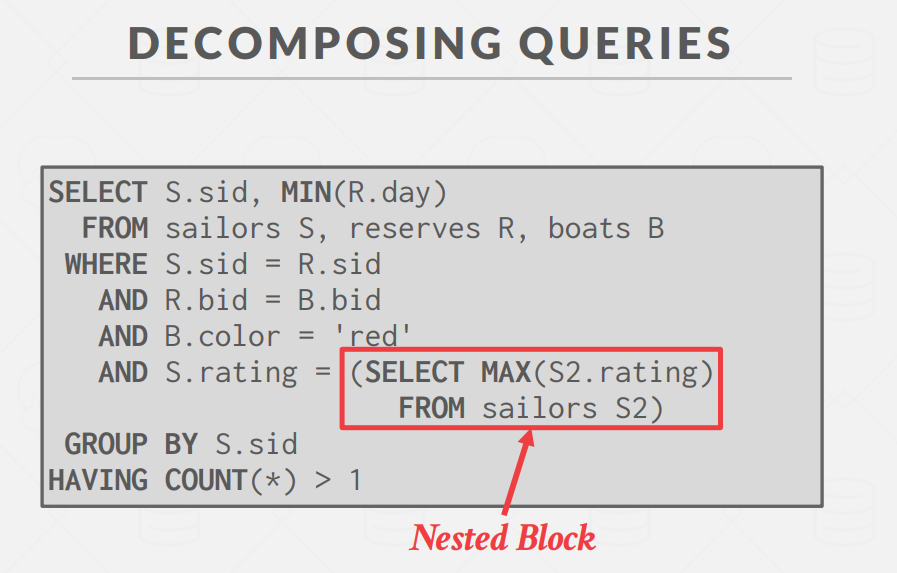 DECOMPOSING QUERIES
SELECT S.sid, MIN(R.day)
FROM sailors S, reserves R, boats B
WHERE S.sid = R.sid
AND R.bid = B.bid
AND B.color = 'red'
AND S.rating = (SELECT MAX(S2.rating)
FROM sailors S2)
GROUP BY S.sid
HAVING COUNT(*) > 1
Nested Block